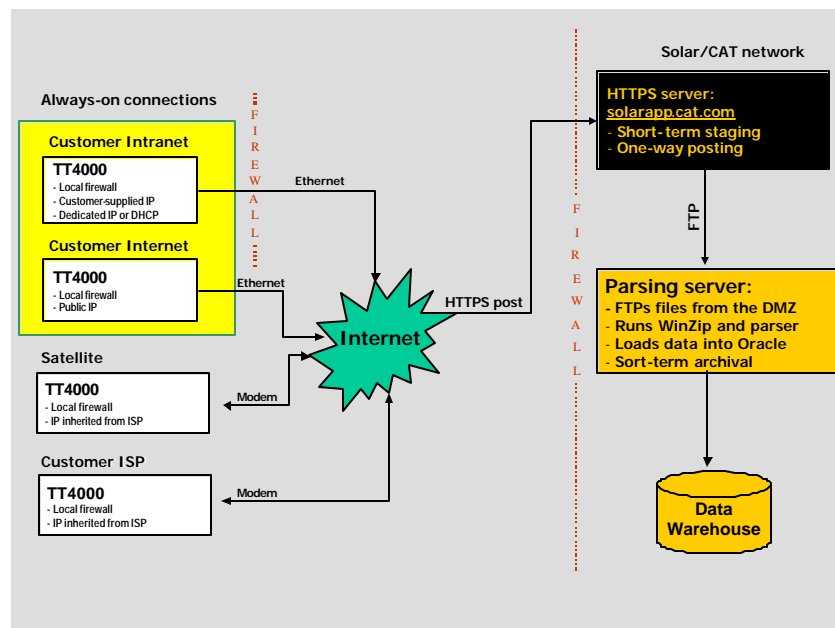 Solar/CAT network
Always-on connections
Customer Intranet
TT4000
- Local firewall
- Customer-supplied IP
- Dedicated IP or DHCP
Customer Internet
TT4000
- Local firewall
- Public IP
Satellite
TT4000
- Local firewall
- IP inherited from ISP
Customer ISP
TT4000
- Local firewall
- IP inherited from ISP
FIREWALL
Ethernet
Ethernet
Modem
Modem
Internet
HTTPS post
FIREWALL
HTTPS server:
solarapp.cat.com
- Short-term staging
- One-way posting
FTP
Parsing server:
- FTPs files from the DMZ
- Runs WinZip and parser
- Loads data into Oracle
- Sort-term archival
Data
Warehouse